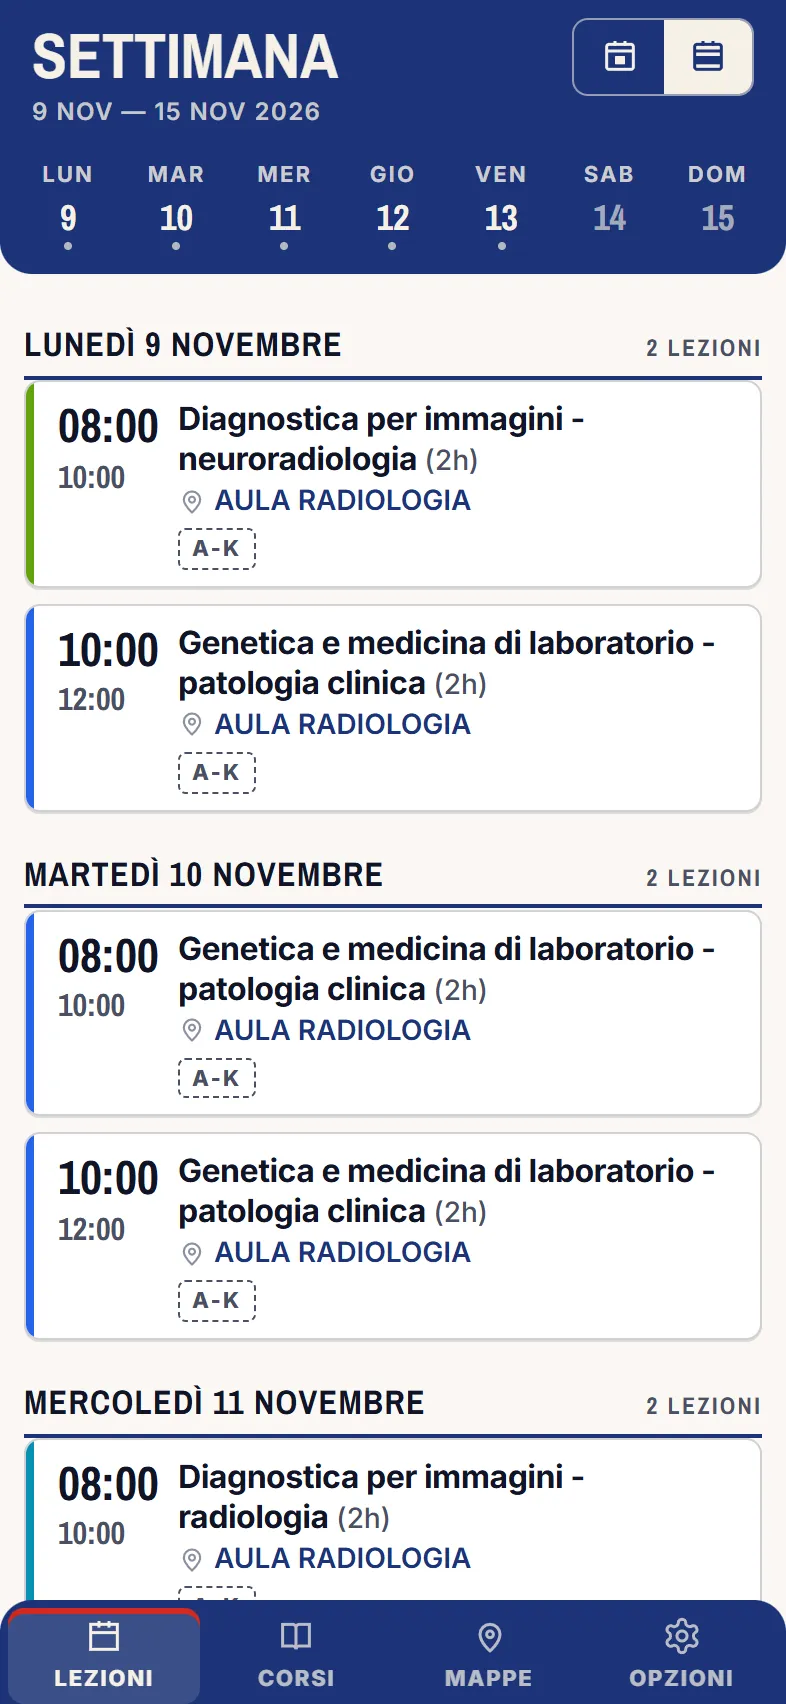 SETTIMANA
9 NOV — 15 NOV 2026
LUN MAR MER GIO VEN SAB DOM
9 10 11 12 13 14 15
LUNEDÌ 9 NOVEMBRE 2 LEZIONI
08:00 Diagnostica per immagini -
10:00 neuroradiologia (2h)
AULA RADIOLOGIA
A-K
10:00 Genetica e medicina di laboratorio -
12:00 patologia clinica (2h)
AULA RADIOLOGIA
A-K
MARTEDÌ 10 NOVEMBRE 2 LEZIONI
08:00 Genetica e medicina di laboratorio -
10:00 patologia clinica (2h)
AULA RADIOLOGIA
A-K
10:00 Genetica e medicina di laboratorio -
12:00 patologia clinica (2h)
AULA RADIOLOGIA
A-K
MERCOLEDÌ 11 NOVEMBRE 2 LEZIONI
08:00 Diagnostica per immagini -
10:00 radiologia (2h)
AULA RADIOLOGIA
LEZIONI CORSI MAPPE OPZIONI